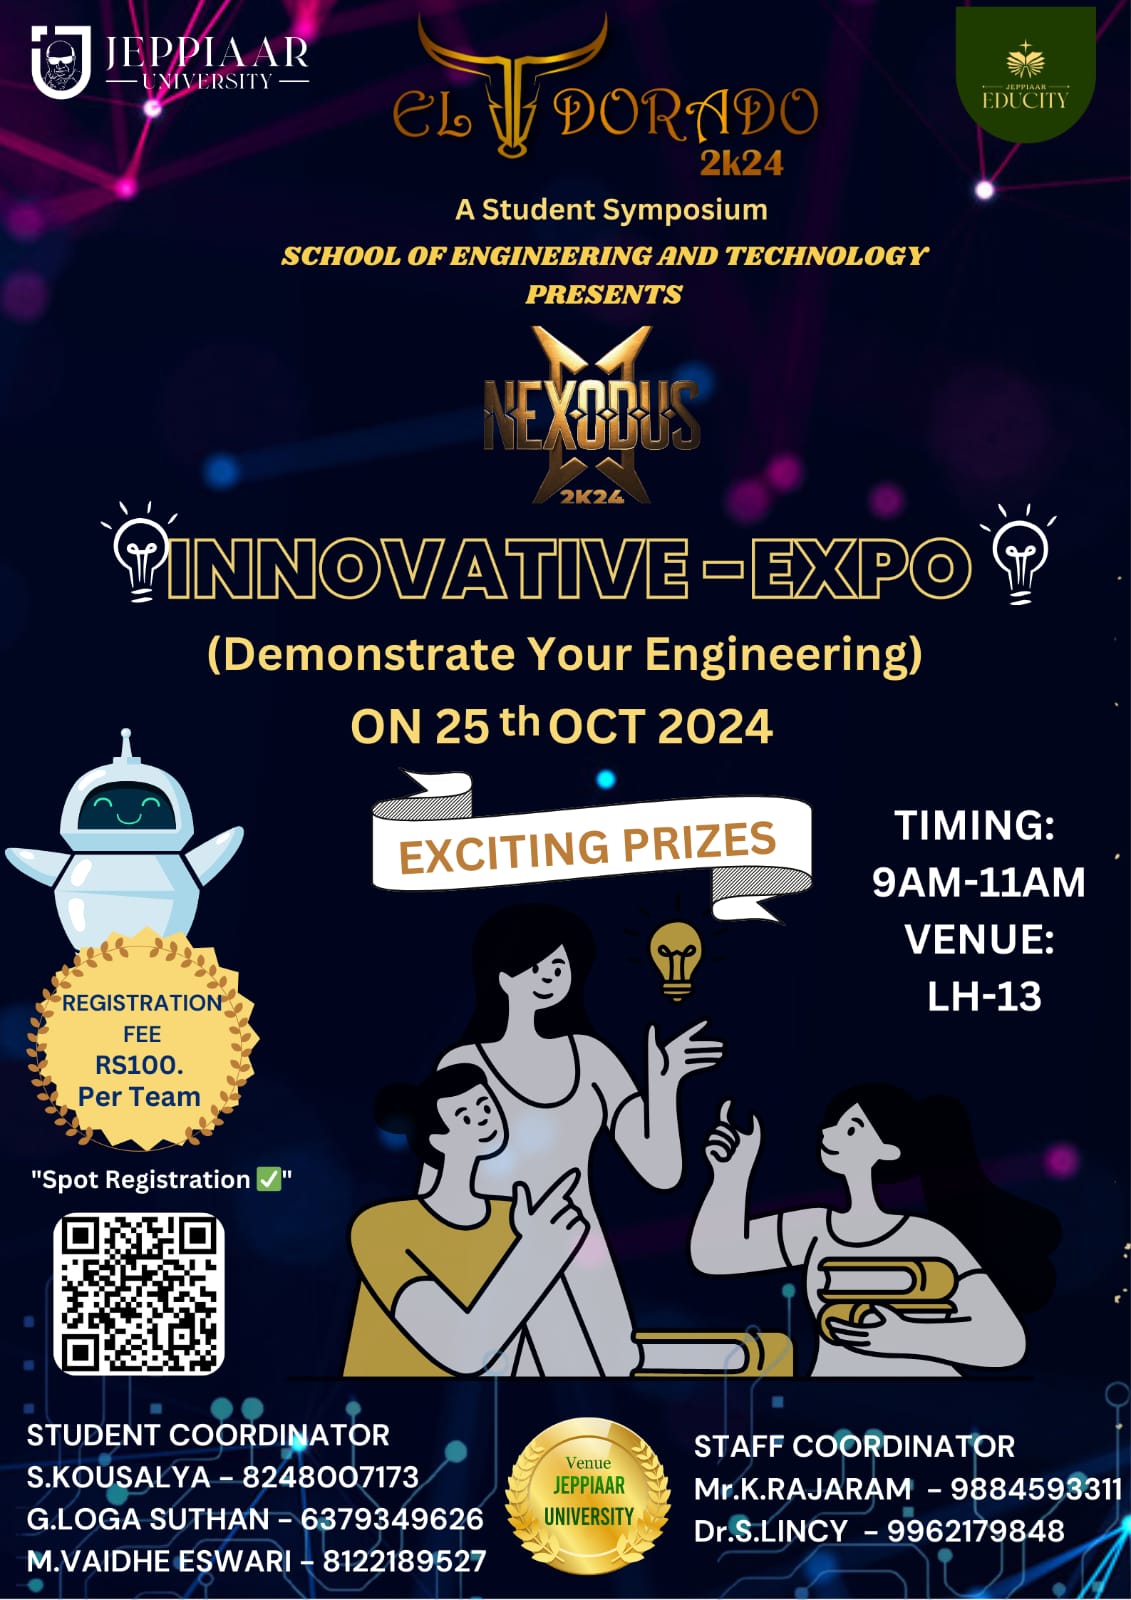 JEPPIAAR
UNIVERSITY
EL DORADO
2k24
JEPPIAAR
EDUCITY
A Student Symposium
SCHOOL OF ENGINEERING AND TECHNOLOGY
PRESENTS
NEXODUS
2K24
INNOVATIVE-EXPO
(Demonstrate Your Engineering)
ON 25 th OCT 2024
EXCITING PRIZES
TIMING:
9AM-11AM
VENUE:
LH-13
REGISTRATION
FEE
RS100.
Per Team
"Spot Registration ✅"
STUDENT COORDINATOR
S.KOUSALYA – 8248007173
G.LOGA SUTHAN – 6379349626
M.VAIDHE ESWARI – 8122189527
Venue
JEPPIAAR
UNIVERSITY
STAFF COORDINATOR
Mr.K.RAJARAM – 9884593311
Dr.S.LINCY – 9962179848